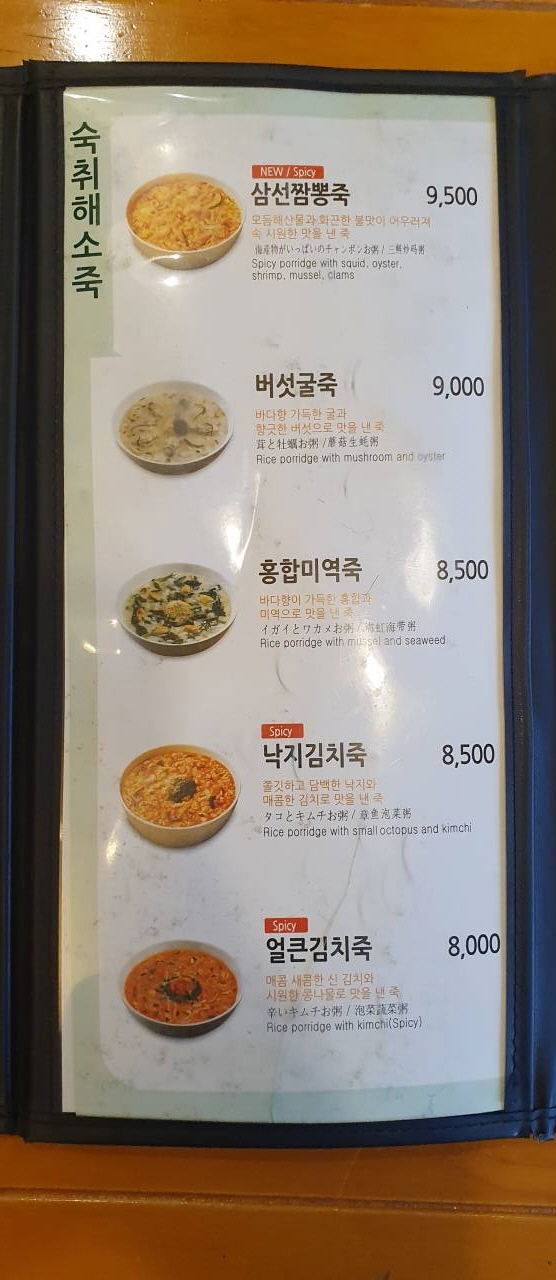 숙취해소죽
NEW / Spicy
삼선짬뽕죽 9,500
모듬해산물과 화끈한 불맛이 어우러져
속 시원한 맛을 낸 죽
海産物がいっぱいのチャンポンお粥 / 三鲜炒码粥
Spicy porridge with squid, oyster,
shrimp, mussel, clams
버섯굴죽 9,000
바다향 가득한 굴과
향긋한 버섯으로 맛을 낸 죽
茸と牡蠣お粥 / 蘑菇生蚝粥
Rice porridge with mushroom and oyster
홍합미역죽 8,500
바다향이 가득한 홍합과
미역으로 맛을 낸 죽
イガイとワカメお粥 / 海虹海带粥
Rice porridge with mussel and seaweed
Spicy
낙지김치죽 8,500
쫄깃하고 담백한 낙지와
매콤한 김치로 맛을 낸 죽
タコとキムチお粥 / 章鱼泡菜粥
Rice porridge with small octopus and kimchi
Spicy
얼큰김치죽 8,000
매콤 새콤한 신 김치와
시원한 콩나물로 맛을 낸 죽
辛いキムチお粥 / 泡菜蔬菜粥
Rice porridge with kimchi(Spicy)